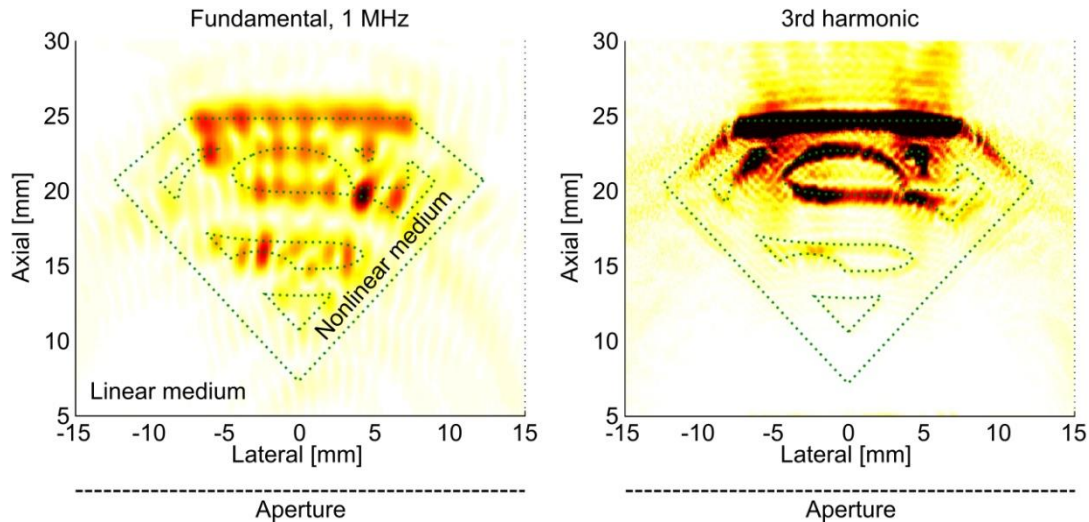 Fundamental, 1 MHz
30
25
20
15
10
5
Axial [mm]
Nonlinear medium
Linear medium
-15 -10 -5 0 5 10 15
Lateral [mm]
Aperture
3rd harmonic
30
25
20
15
10
5
Axial [mm]
-15 -10 -5 0 5 10 15
Lateral [mm]
Aperture